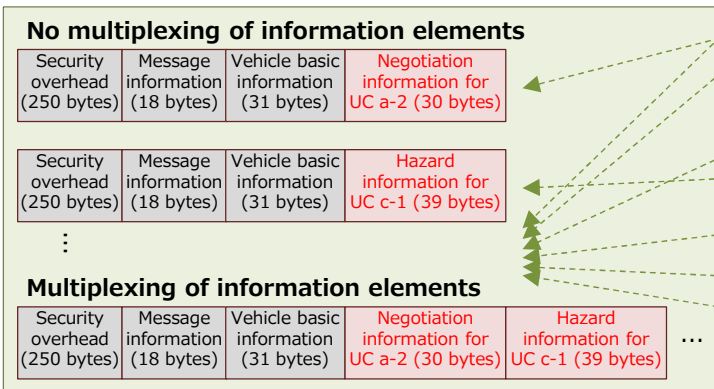 No multiplexing of information elements
Security overhead (250 bytes)
Message information (18 bytes)
Vehicle basic information (31 bytes)
Negotiation information for UC a-2 (30 bytes)
Security overhead (250 bytes)
Message information (18 bytes)
Vehicle basic information (31 bytes)
Hazard information for UC c-1 (39 bytes)
⋮
Multiplexing of information elements
Security overhead (250 bytes)
Message information (18 bytes)
Vehicle basic information (31 bytes)
Negotiation information for UC a-2 (30 bytes)
Hazard information for UC c-1 (39 bytes)
...